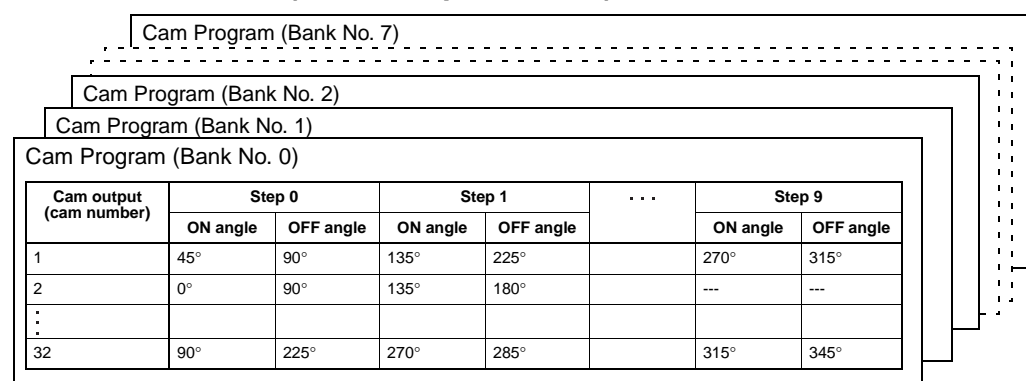 Cam Program (Bank No. 7)
Cam Program (Bank No. 2)
Cam Program (Bank No. 1)
Cam Program (Bank No. 0)
Cam output (cam number) Step 0 Step 1 . . . Step 9
ON angle OFF angle ON angle OFF angle ON angle OFF angle
1 45° 90° 135° 225° 270° 315°
2 0° 90° 135° 180° --- ---
:
32 90° 225° 270° 285° 315° 345°